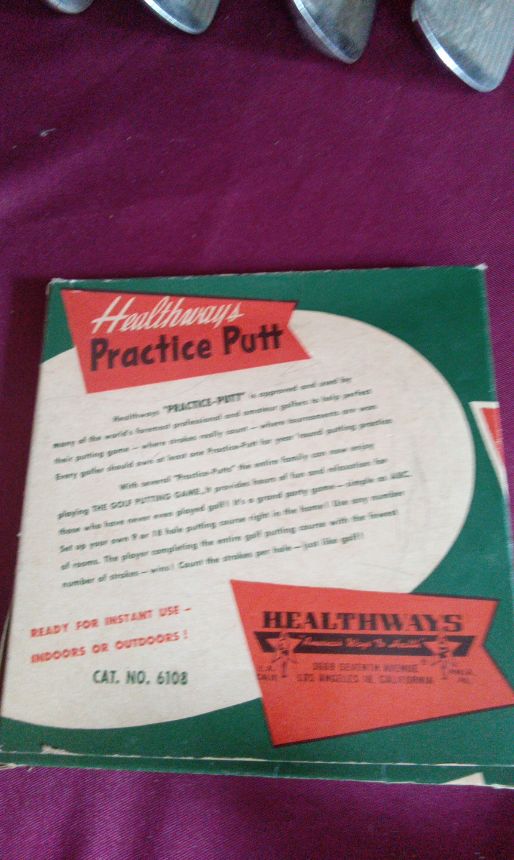 Healthways
Practice Putt
Healthways "PRACTICE-PUTT" is approved and used by
many of the world's foremost professional and amateur golfers to help perfect
their putting game — where strokes really count — where tournaments are won.
Every golfer should own at least one Practice-Putt for year 'round putting practice.
With several "Practice-Putts" the entire family can now enjoy
playing THE GOLF PUTTING GAME. It provides hours of fun and relaxation for
those who have never even played golf! It's a grand party game — simple as ABC.
Set up your own 9 or 18 hole putting course right in the home! Use any number
of rooms. The player completing the entire golf putting course with the lowest
number of strokes — wins! Count the strokes per hole — just like golf!
READY FOR INSTANT USE —
INDOORS OR OUTDOORS!
CAT. NO. 6108
HEALTHWAYS
Way to Health
SEVENTH AVENUE
LOS ANGELES CALIFORNIA